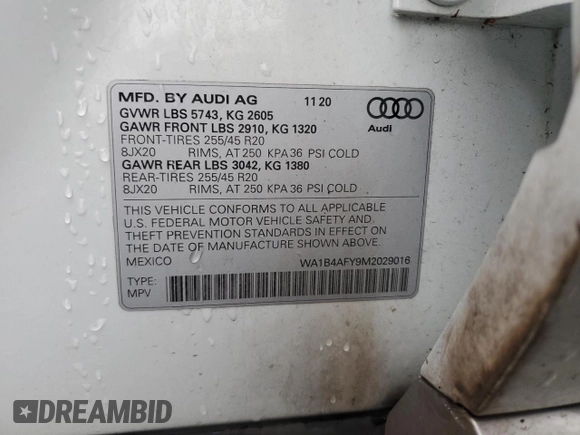 MFD. BY AUDI AG 11 20
GVWR LBS 5743, KG 2605
GAWR FRONT LBS 2910, KG 1320
FRONT-TIRES 255/45 R20
8JX20 RIMS, AT 250 KPA 36 PSI COLD
GAWR REAR LBS 3042, KG 1380
REAR-TIRES 255/45 R20
8JX20 RIMS, AT 250 KPA 36 PSI COLD
Audi
THIS VEHICLE CONFORMS TO ALL APPLICABLE
U.S. FEDERAL MOTOR VEHICLE SAFETY AND
THEFT PREVENTION STANDARDS IN EFFECT ON
THE DATE OF MANUFACTURE SHOWN ABOVE.
MEXICO WA1B4AFY9M2029016
TYPE:
MPV
DREAMBID